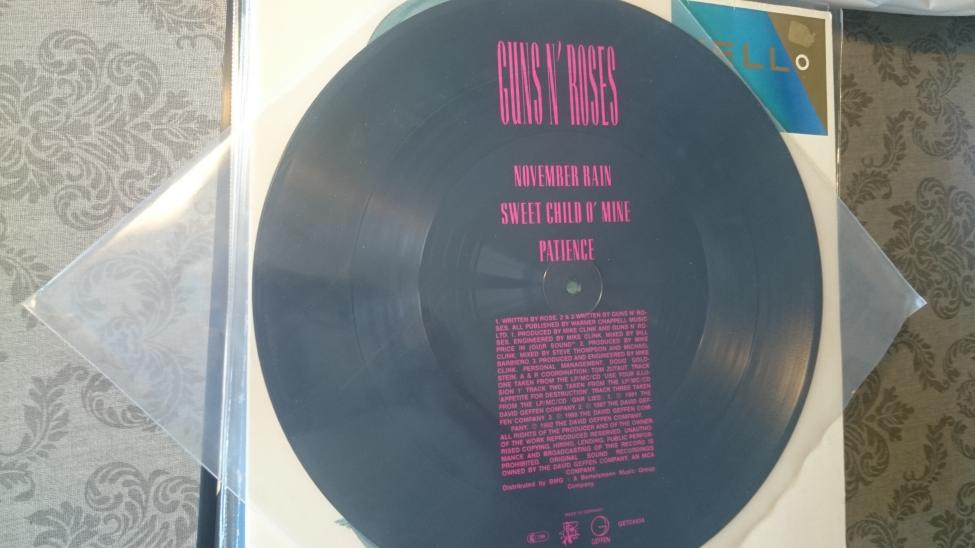 ELLO
GUNS N' ROSES
NOVEMBER RAIN
SWEET CHILD O' MINE
PATIENCE
1. WRITTEN BY ROSE. 2 & 3 WRITTEN BY GUNS N' RO-
SES. ALL PUBLISHED BY WARNER CHAPPELL MUSIC
LTD. 1. PRODUCED BY MIKE CLINK AND GUNS N' RO-
SES. ENGINEERED BY MIKE CLINK. MIXED BY BILL
PRICE IN (O)DR SOUND" 2. PRODUCED BY MIKE
CLINK. MIXED BY STEVE THOMPSON AND MICHAEL
BARBIERO. 3. PRODUCED AND ENGINEERED BY MIKE
CLINK. PERSONAL MANAGEMENT, DOUG GOLD-
STEIN. A & R COORDINATION: TOM ZUTAUT. TRACK
ONE TAKEN FROM THE LP/MC/CD 'USE YOUR ILLU-
SION 1' TRACK TWO TAKEN FROM THE LP/MC/CD
'APPETITE FOR DESTRUCTION' TRACK THREE TAKEN
FROM THE LP/MC/CD 'GNR LIES'. 1. ℗ 1991 THE
DAVID GEFFEN COMPANY. 2. ℗ 1987 THE DAVID GEF-
FEN COMPANY. 3. ℗ 1988 THE DAVID GEFFEN COM-
PANY. © 1992 THE DAVID GEFFEN COMPANY.
ALL RIGHTS OF THE PRODUCER AND OF THE OWNER
OF THE WORK REPRODUCED RESERVED. UNAUTHO-
RISED COPYING, HIRING, LENDING, PUBLIC PERFOR-
MANCE AND BROADCASTING OF THIS RECORD IS
PROHIBITED. ORIGINAL SOUND RECORDINGS
OWNED BY THE DAVID GEFFEN COMPANY, AN MCA
COMPANY
Distributed by BMG - A Bertelsmann Music Group
Company.
MADE IN GERMANY
GEFFEN